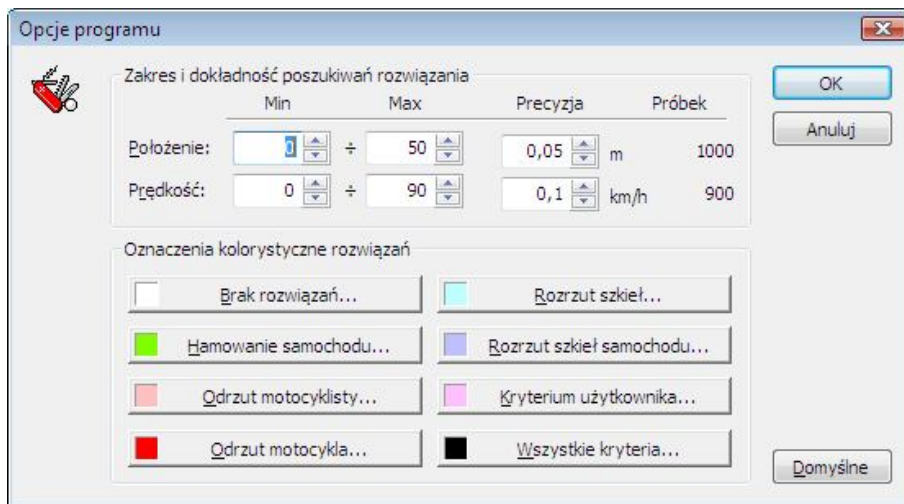 Opcje programu
Zakres i dokładność poszukiwań rozwiązania
Min Max Precyzja Próbek
Położenie: 0 ÷ 50 0,05 m 1000
Prędkość: 0 ÷ 90 0,1 km/h 900
OK
Anuluj
Oznaczenia kolorystyczne rozwiązań
Brak rozwiązań... Rozrzut szkieł...
Hamowanie samochodu... Rozrzut szkieł samochodu...
Odrzut motocyklisty... Kryterium użytkownika...
Odrzut motocykla... Wszystkie kryteria...
Domyślne